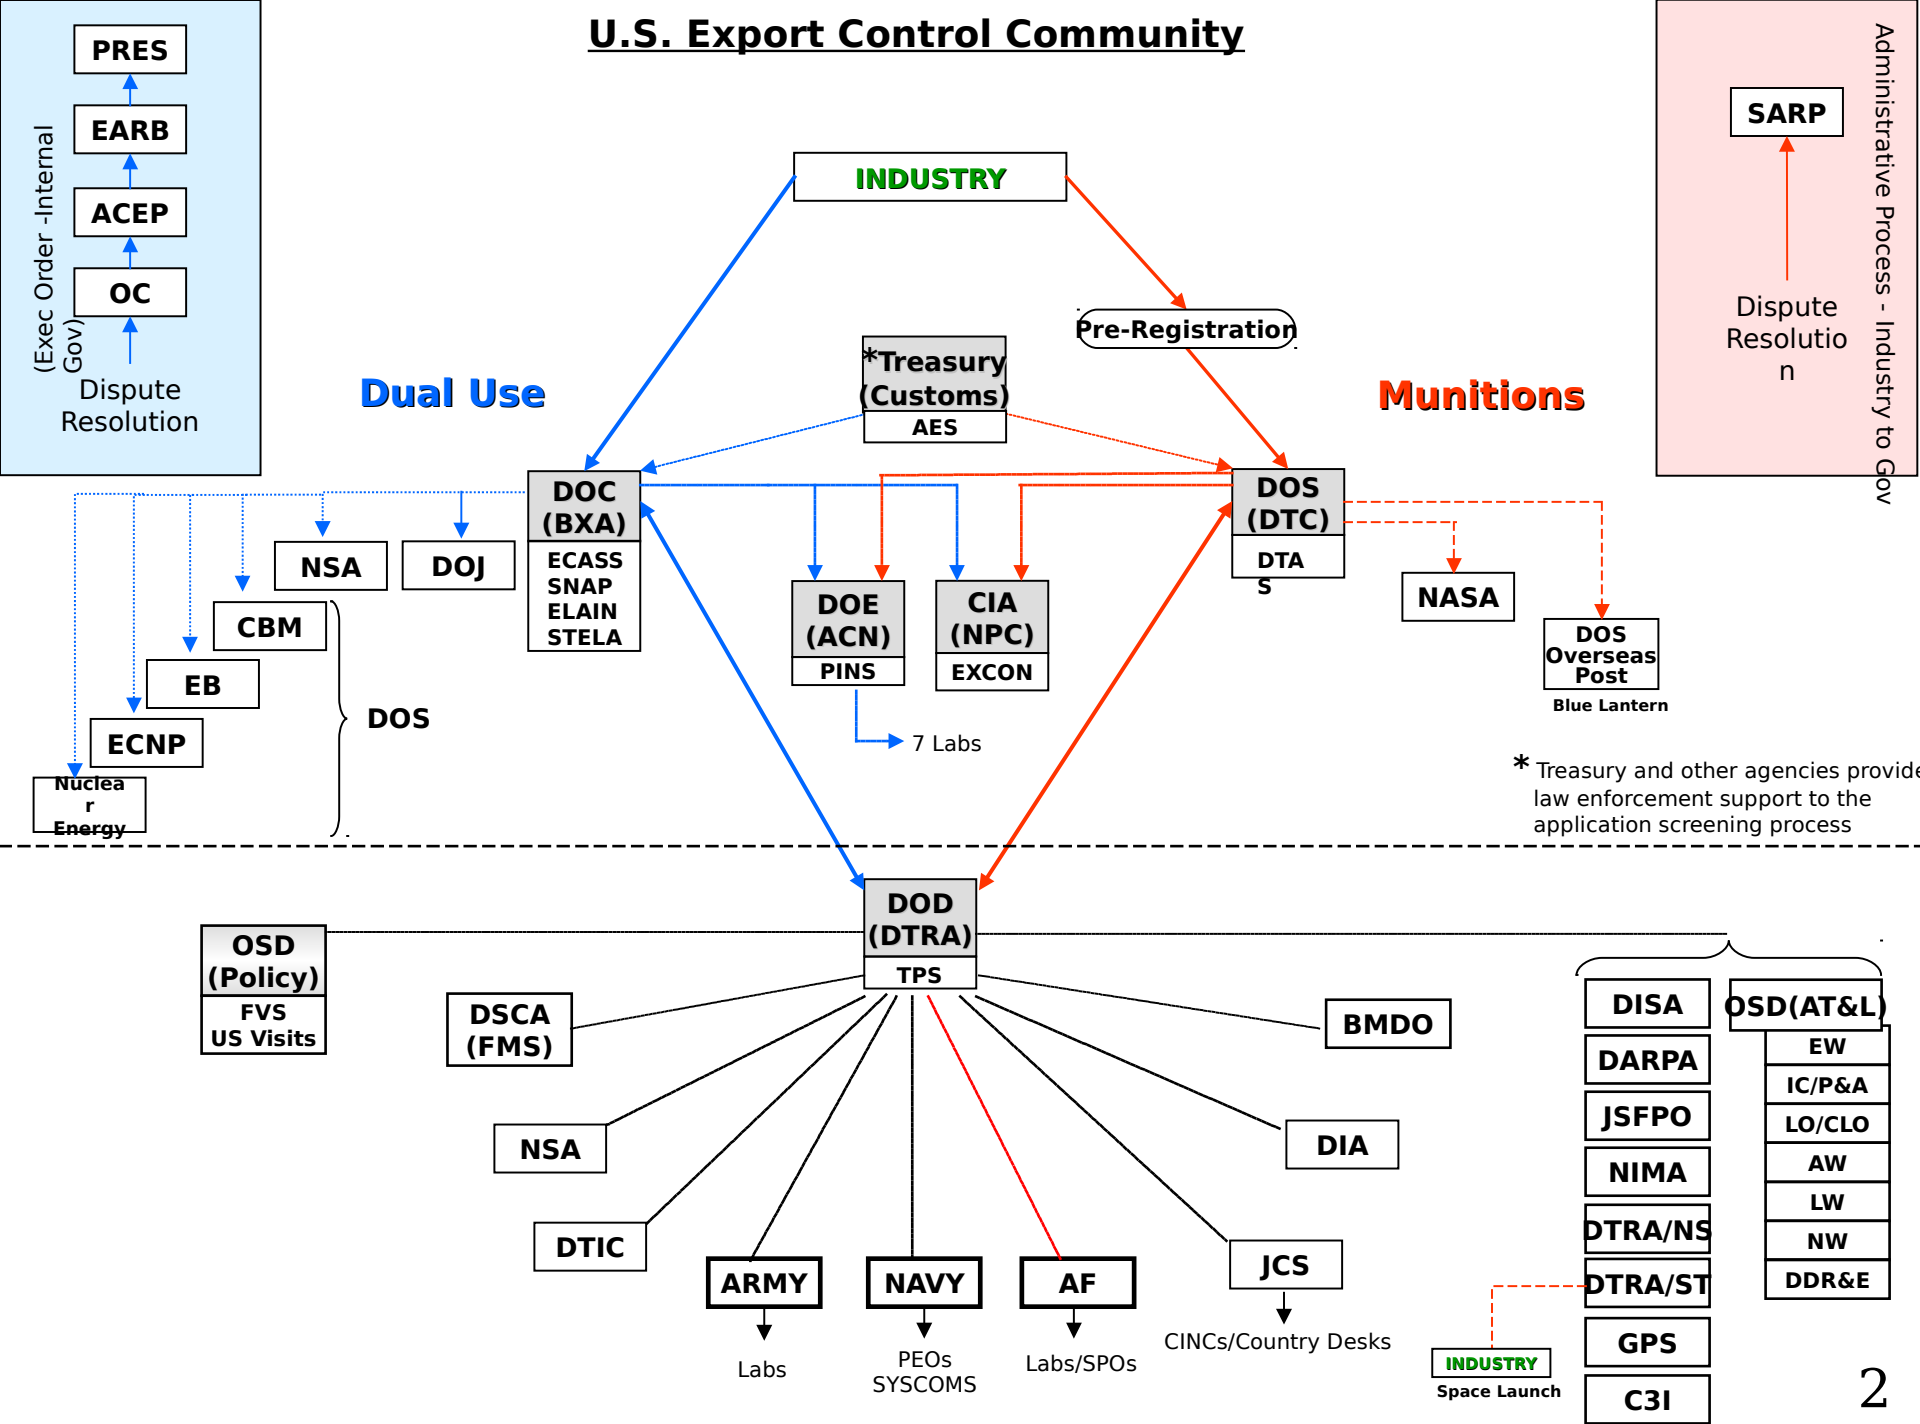 U.S. Export Control Community
PRES
EARB
ACEP
OC
(Exec Order -Internal
Gov)
Dispute
Resolution
SARP
Dispute
Resolutio
n
Administrative Process - Industry to Gov
INDUSTRY
Pre-Registration
*Treasury
(Customs)
AES
Dual Use
Munitions
DOC
(BXA)
ECASS
SNAP
ELAIN
STELA
DOS
(DTC)
DTA
S
NSA
DOJ
CBM
EB
ECNP
Nuclea
r
Energy
DOS
DOE
(ACN)
PINS
CIA
(NPC)
EXCON
7 Labs
NASA
DOS
Overseas
Post
Blue Lantern
* Treasury and other agencies provide
law enforcement support to the
application screening process
DOD
(DTRA)
TPS
OSD
(Policy)
FVS
US Visits
DSCA
(FMS)
BMDO
NSA
DIA
DTIC
JCS
ARMY
NAVY
AF
Labs
PEOs
SYSCOMS
Labs/SPOs
CINCs/Country Desks
DISA
DARPA
JSFPO
NIMA
DTRA/NS
DTRA/ST
GPS
C3I
OSD(AT&L)
EW
IC/P&A
LO/CLO
AW
LW
NW
DDR&E
INDUSTRY
Space Launch
2